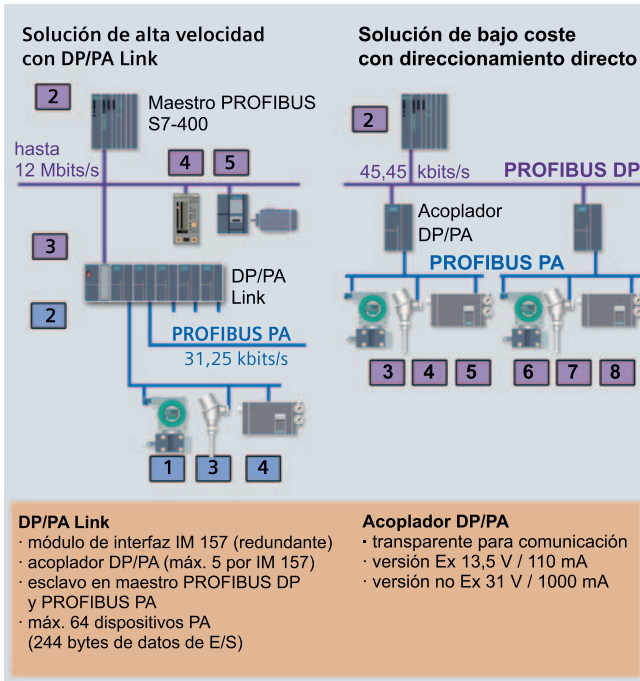 Solución de alta velocidad
con DP/PA Link
2
Maestro PROFIBUS
S7-400
hasta
12 Mbits/s
4
5
3
DP/PA
Link
2
PROFIBUS PA
31,25 kbits/s
1
3
4
Solución de bajo coste
con direccionamiento directo
2
45,45 kbits/s
PROFIBUS DP
Acoplador
DP/PA
PROFIBUS PA
3
4
5
6
7
8
DP/PA Link
· módulo de interfaz IM 157 (redundante)
· acoplador DP/PA (máx. 5 por IM 157)
· esclavo en maestro PROFIBUS DP
y PROFIBUS PA
· máx. 64 dispositivos PA
(244 bytes de datos de E/S)
Acoplador DP/PA
· transparente para comunicación
· versión Ex 13,5 V / 110 mA
· versión no Ex 31 V / 1000 mA